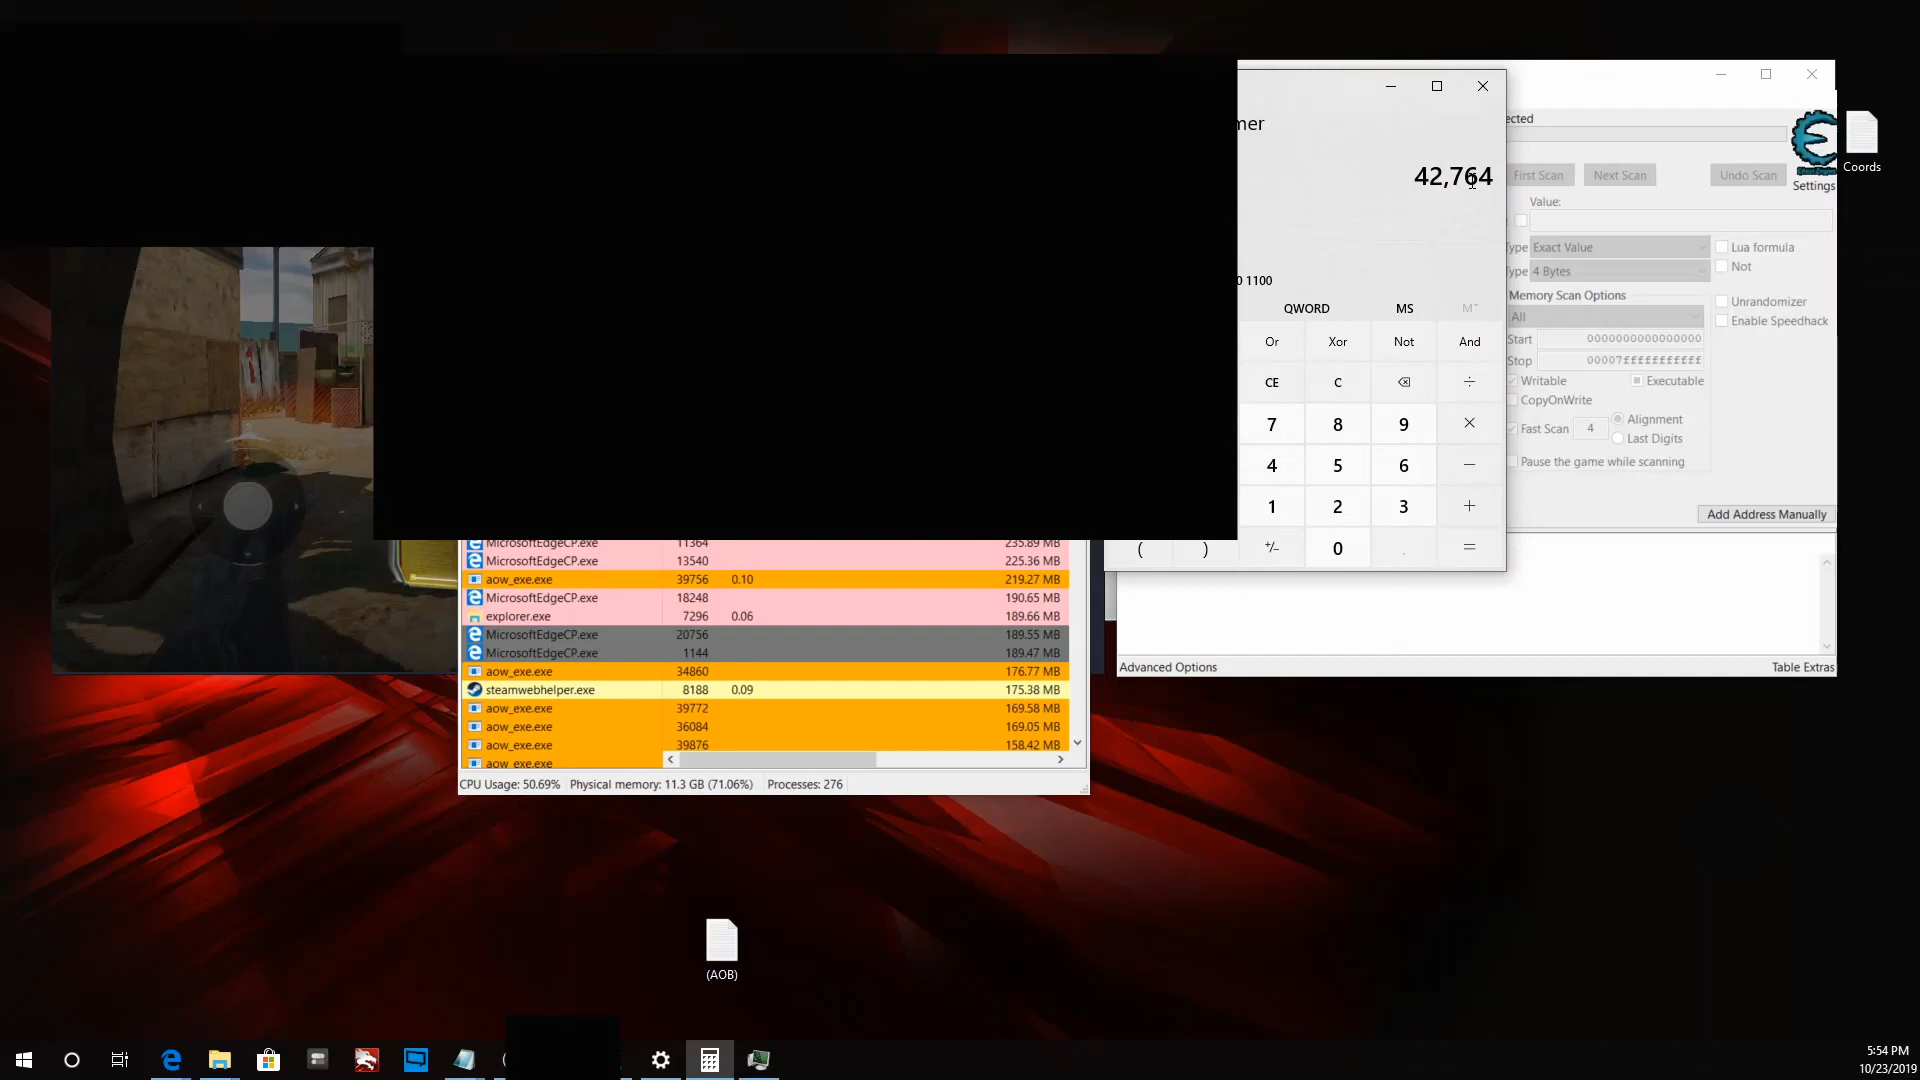 mer
42,764
0 1100
QWORD MS M˅
Or Xor Not And
CE C ÷
7 8 9 ×
4 5 6 −
1 2 3 +
( ) +/− 0 . =
ected
First Scan Next Scan Undo Scan
Settings
Value:
Type Exact Value
Type 4 Bytes
Lua formula
Not
Memory Scan Options
All
Start 0000000000000000
Stop 00007fffffffffff
Writable Executable
CopyOnWrite
Fast Scan 4 Alignment
Last Digits
Pause the game while scanning
Unrandomizer
Enable Speedhack
Add Address Manually
Advanced Options Table Extras
Coords
MicrosoftEdgeCP.exe 11364 235.89 MB
MicrosoftEdgeCP.exe 13540 225.36 MB
aow_exe.exe 39756 0.10 219.27 MB
MicrosoftEdgeCP.exe 18248 190.65 MB
explorer.exe 7296 0.06 189.66 MB
MicrosoftEdgeCP.exe 20756 189.55 MB
MicrosoftEdgeCP.exe 1144 189.47 MB
aow_exe.exe 34860 176.77 MB
steamwebhelper.exe 8188 0.09 175.38 MB
aow_exe.exe 39772 169.58 MB
aow_exe.exe 36084 169.05 MB
aow_exe.exe 39876 158.42 MB
aow_exe.exe
CPU Usage: 50.69% Physical memory: 11.3 GB (71.06%) Processes: 276
(AOB)
5:54 PM
10/23/2019